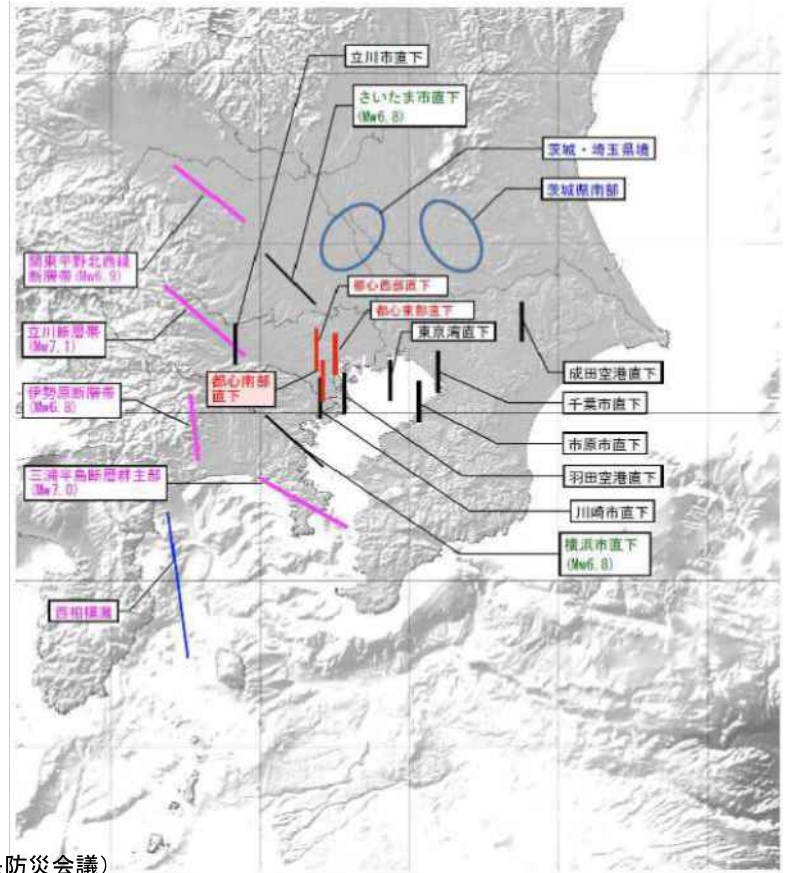 立川市直下
さいたま市直下
(Mw6.8)
茨城・埼玉県境
茨城県南部
関東平野北西縁
断層帯(Mw6.9)
都心西部直下
都心東部直下
立川断層帯
(Mw7.1)
東京湾直下
成田空港直下
都心南部
直下
伊勢原断層帯
(Mw6.8)
千葉市直下
市原市直下
三浦半島断層群主部
(Mw7.0)
羽田空港直下
川崎市直下
横浜市直下
(Mw6.8)
西相模灘
防災会議）